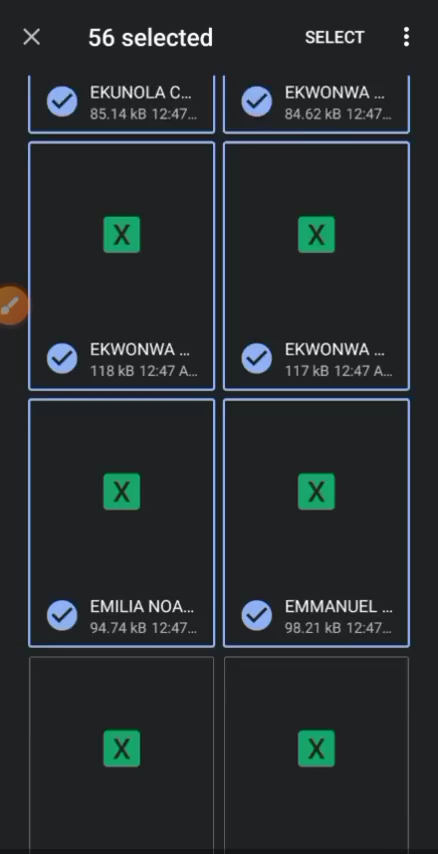 56 selected SELECT
EKUNOLA C... EKWONWA ...
85.14 kB 12:47... 84.62 kB 12:47...
X X
EKWONWA ... EKWONWA ...
118 kB 12:47 A... 117 kB 12:47 A...
X X
EMILIA NOA... EMMANUEL ...
94.74 kB 12:47... 98.21 kB 12:47...
X X